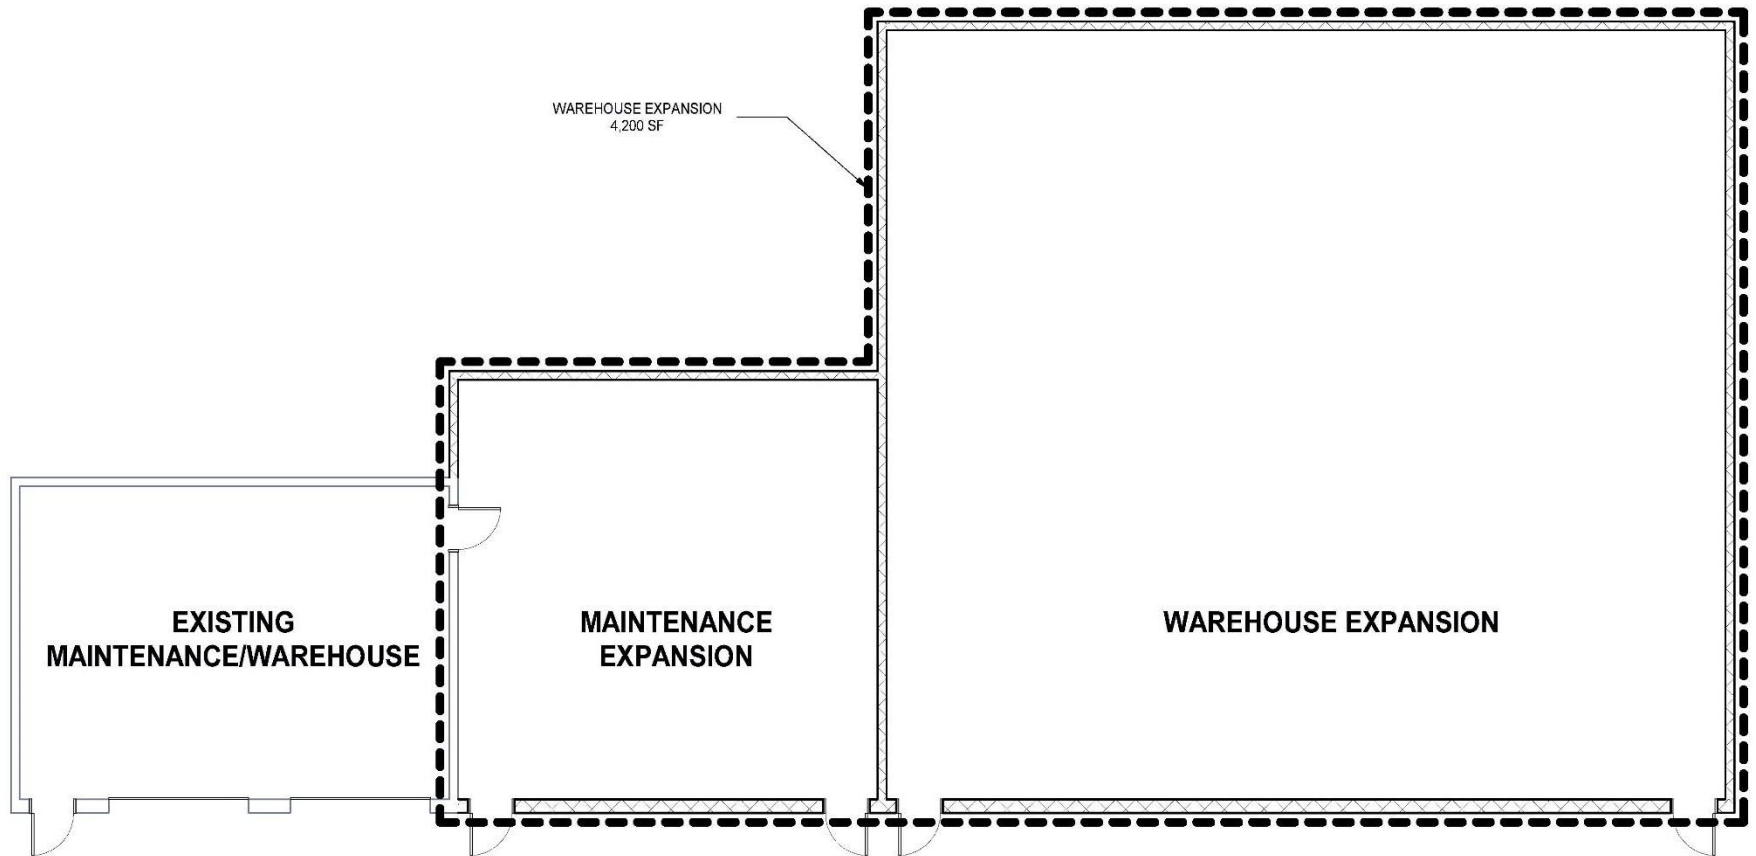 WAREHOUSE EXPANSION
4,200 SF
EXISTING
MAINTENANCE/WAREHOUSE
MAINTENANCE
EXPANSION
WAREHOUSE EXPANSION